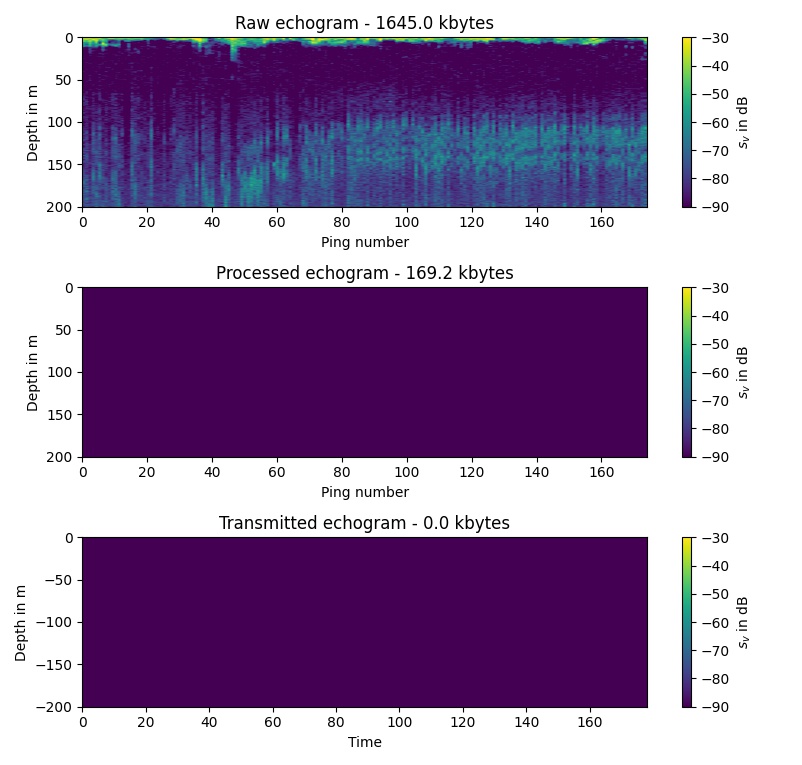 Raw echogram - 1645.0 kbytes
0
50
100
150
200
Depth in m
0 20 40 60 80 100 120 140 160
Ping number
−30
−40
−50
−60
−70
−80
−90
sv in dB
Processed echogram - 169.2 kbytes
0
50
100
150
200
Depth in m
0 20 40 60 80 100 120 140 160
Ping number
−30
−40
−50
−60
−70
−80
−90
sv in dB
Transmitted echogram - 0.0 kbytes
0
−50
−100
−150
−200
Depth in m
0 20 40 60 80 100 120 140 160
Time
−30
−40
−50
−60
−70
−80
−90
sv in dB